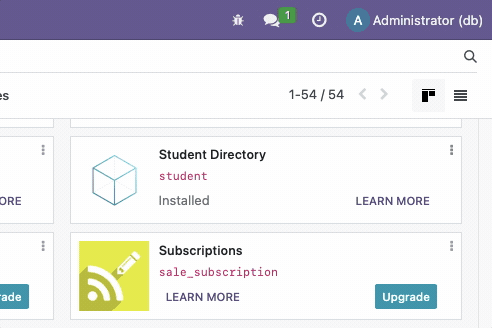 1
A Administrator (db)
es
1-54 / 54
Student Directory
student
Installed
ORE
LEARN MORE
Subscriptions
sale_subscription
rade
LEARN MORE
Upgrade